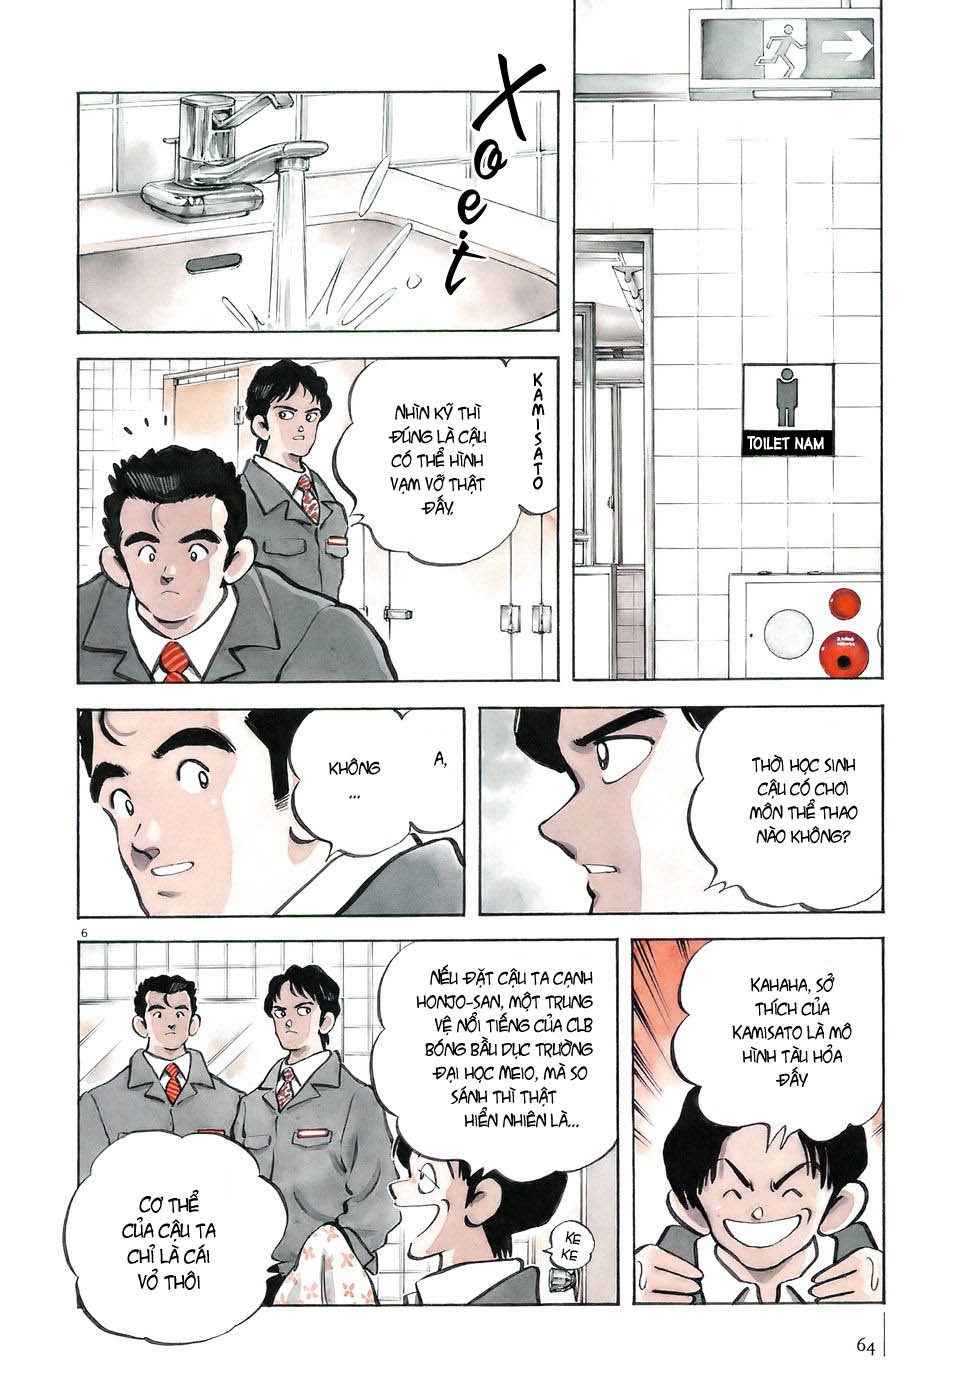 TOILET NAM
Xoẹt
KAMISATO
NHÌN KỸ THÌ
ĐÚNG LÀ CẬU
CÓ THỂ HÌNH
VẠM VỠ THẬT
ĐẤY.
THỜI HỌC SINH
CẬU CÓ CHƠI
MÔN THỂ THAO
NÀO KHÔNG?
A,
KHÔNG
...
6
KAHAHA, SỞ
THÍCH CỦA
KAMISATO LÀ MÔ
HÌNH TÀU HỎA
ĐẤY
NẾU ĐẶT CẬU TA CẠNH
HONJO-SAN, MỘT TRUNG
VỆ NỔI TIẾNG CỦA CLB
BÓNG BẦU DỤC TRƯỜNG
ĐẠI HỌC MEIO, MÀ SO
SÁNH THÌ THẬT
HIỂN NHIÊN LÀ...
KE
KE
CƠ THỂ
CỦA CẬU TA
CHỈ LÀ CÁI
VỎ THÔI
64